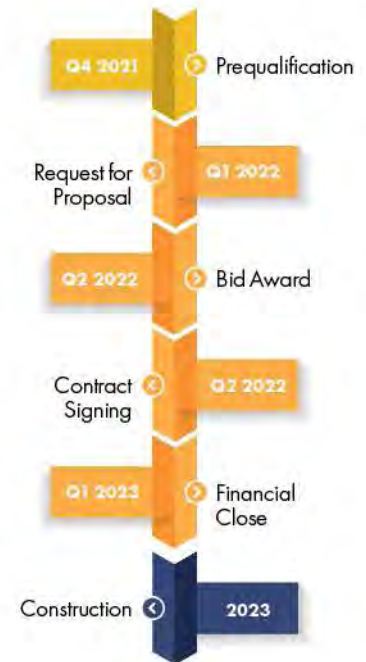 Q4 2021
Prequalification
Request for
Proposal
Q1 2022
Q2 2022
Bid Award
Contract
Signing
Q2 2022
Q1 2023
Financial
Close
Construction
2023